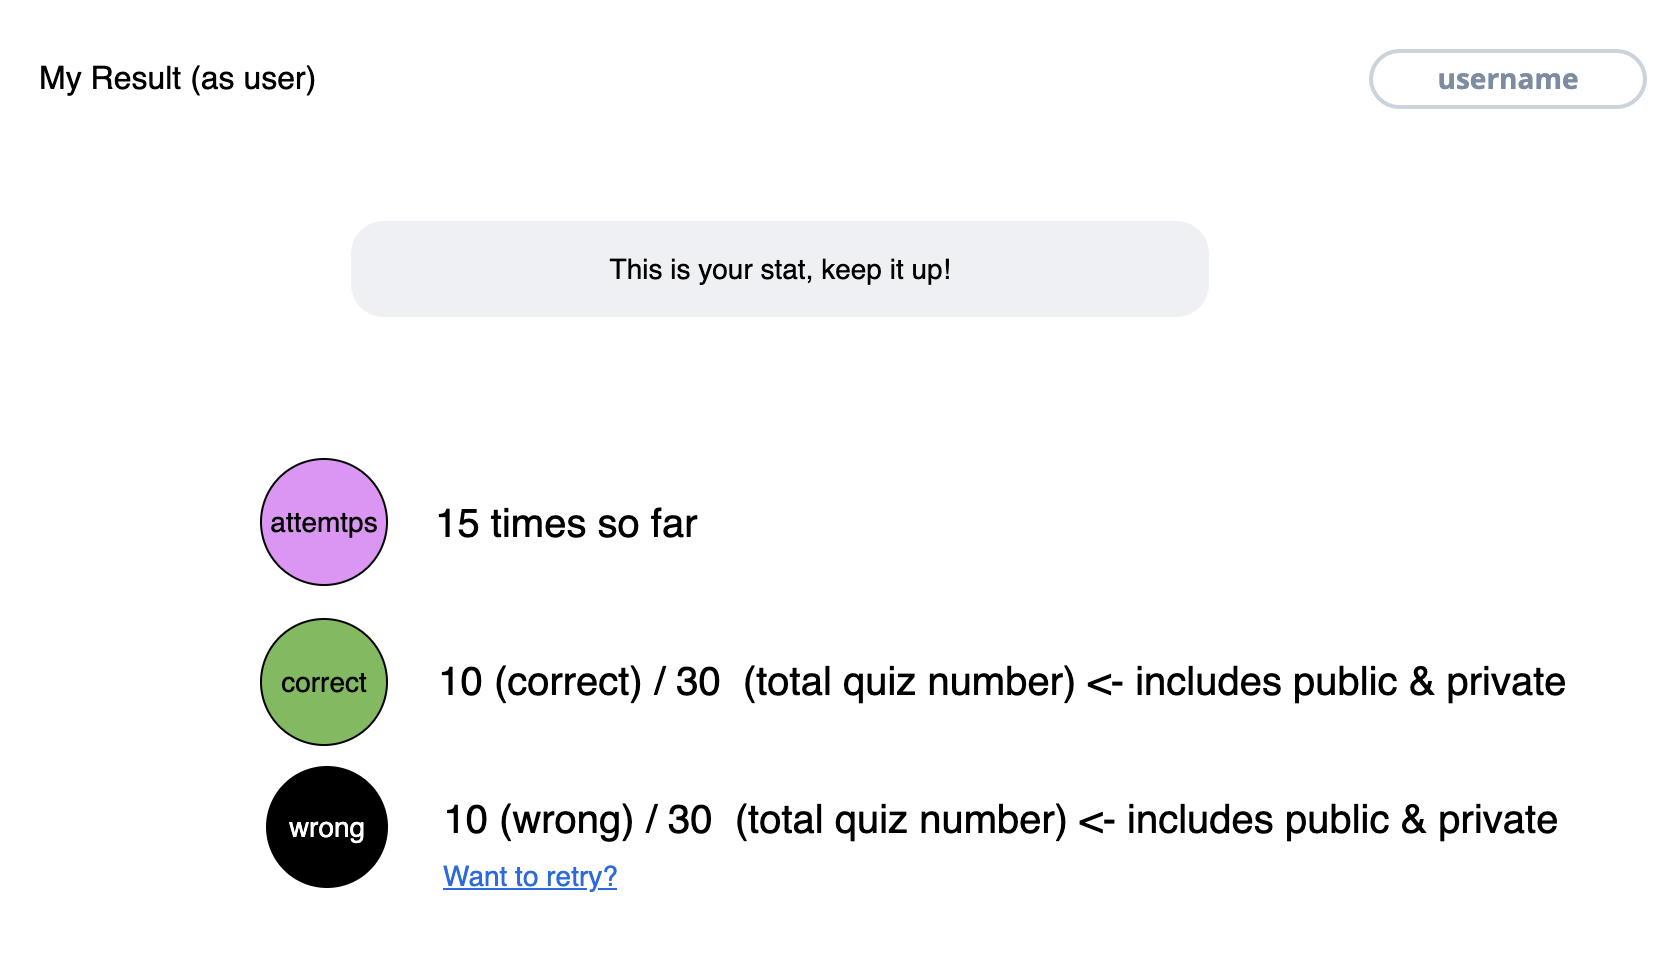 My Result (as user)
username
This is your stat, keep it up!
attemtps
15 times so far
correct
10 (correct) / 30  (total quiz number) <- includes public & private
wrong
10 (wrong) / 30  (total quiz number) <- includes public & private
Want to retry?